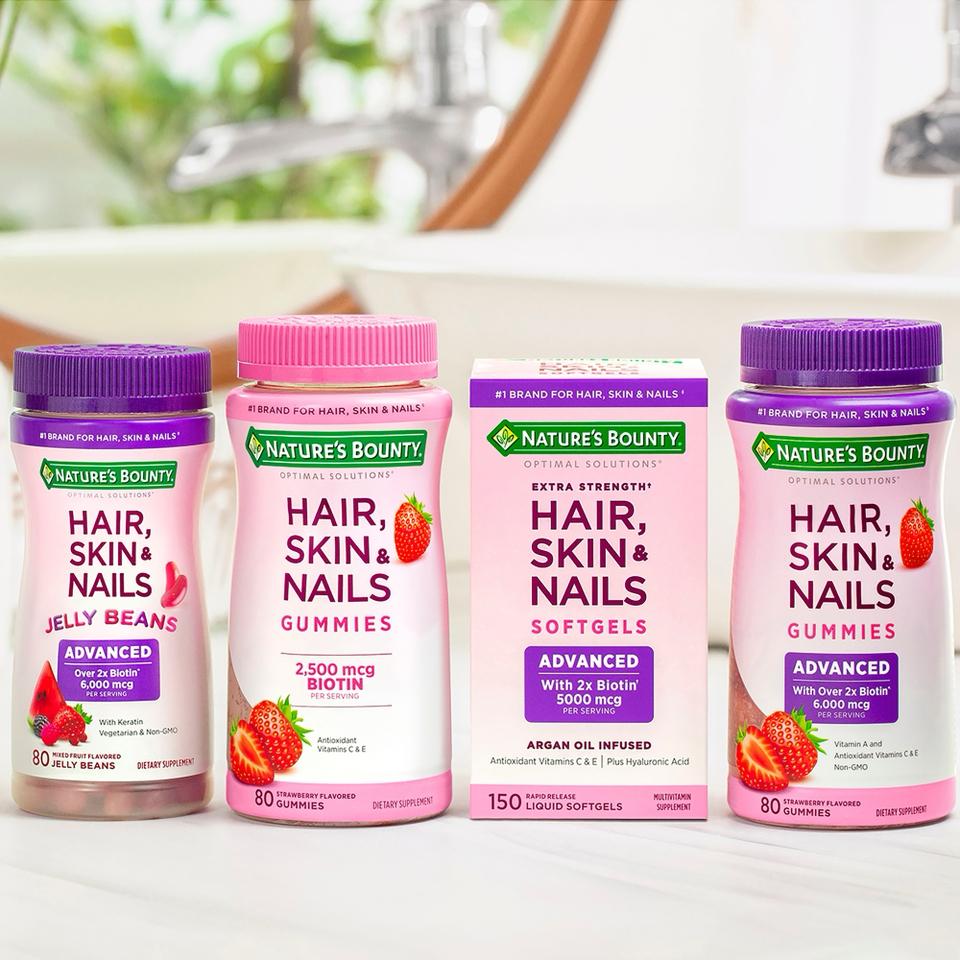 #1 BRAND FOR HAIR, SKIN & NAILS
NATURE'S BOUNTY
OPTIMAL SOLUTIONS®
HAIR,
SKIN &
NAILS
JELLY BEANS
ADVANCED
Over 2x Biotin*
6,000 mcg
PER SERVING
With Keratin
Vegetarian & Non-GMO
80 MIXED FRUIT FLAVORED
JELLY BEANS
DIETARY SUPPLEMENT
#1 BRAND FOR HAIR, SKIN & NAILS
NATURE'S BOUNTY®
OPTIMAL SOLUTIONS®
HAIR,
SKIN &
NAILS
GUMMIES
2,500 mcg
BIOTIN
PER SERVING
Antioxidant
Vitamins C & E
80 STRAWBERRY FLAVORED
GUMMIES
DIETARY SUPPLEMENT
NAILS
#1 BRAND FOR HAIR, SKIN & NAILS ‡
NATURE'S BOUNTY®
OPTIMAL SOLUTIONS®
EXTRA STRENGTH†
HAIR,
SKIN &
NAILS
SOFTGELS
ADVANCED
With 2x Biotin*
5000 mcg
PER SERVING
ARGAN OIL INFUSED
Antioxidant Vitamins C & E | Plus Hyaluronic Acid
150 RAPID RELEASE
LIQUID SOFTGELS
MULTIVITAMIN
SUPPLEMENT
#1 BRAND FOR HAIR, SKIN & NAILS
NATURE'S BOUNTY®
OPTIMAL SOLUTIONS®
HAIR,
SKIN &
NAILS
GUMMIES
ADVANCED
With Over 2x Biotin*
6,000 mcg
PER SERVING
Vitamin A and
Antioxidant Vitamins C & E
Non-GMO
80 STRAWBERRY FLAVORED
GUMMIES
DIETARY SUPPLEMENT